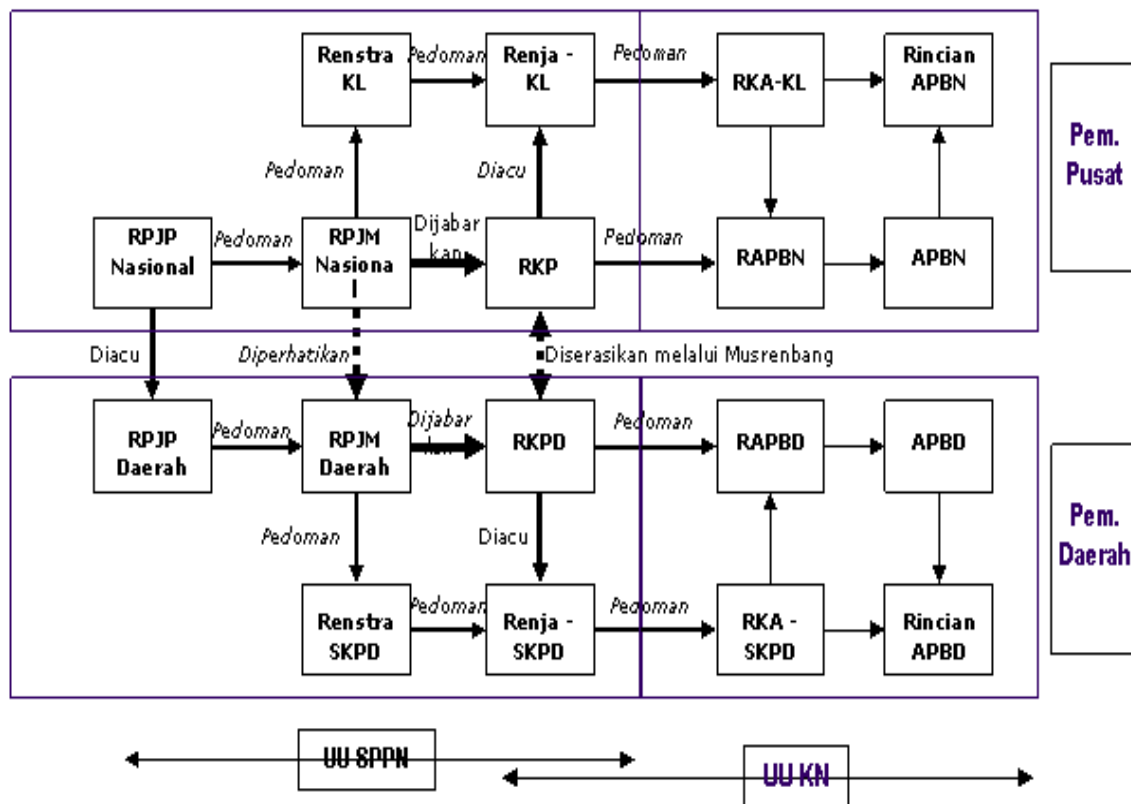 Renstra
KL
Pedoman
Renja -
KL
Pedoman
RKA-KL
Rincian
APBN
Pem.
Pusat
Pedoman
Diacu
RPJP
Nasional
Pedoman
RPJM
Nasiona
Dijabar
kan
RKP
Pedoman
RAPBN
APBN
Diacu
Diperhatikan
Diserasikan melalui Musrenbang
RPJP
Daerah
Pedoman
RPJM
Daerah
Dijabar
RKPD
Pedoman
RAPBD
APBD
Pem.
Daerah
Pedoman
Diacu
Renstra
SKPD
Pedoman
Renja -
SKPD
Pedoman
RKA -
SKPD
Rincian
APBD
UU SPPN
UU KN